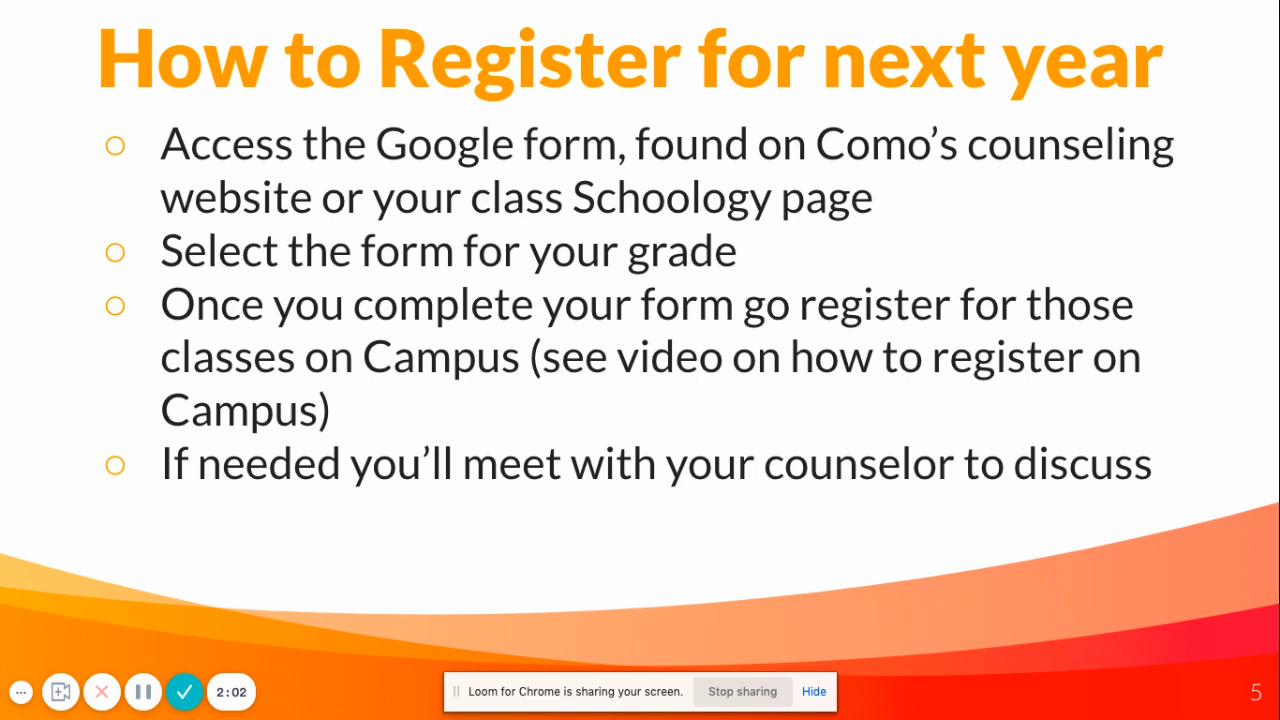 How to Register for next year
○ Access the Google form, found on Como’s counseling
website or your class Schoology page
○ Select the form for your grade
○ Once you complete your form go register for those
classes on Campus (see video on how to register on
Campus)
○ If needed you’ll meet with your counselor to discuss
2:02
Loom for Chrome is sharing your screen. Stop sharing Hide
5